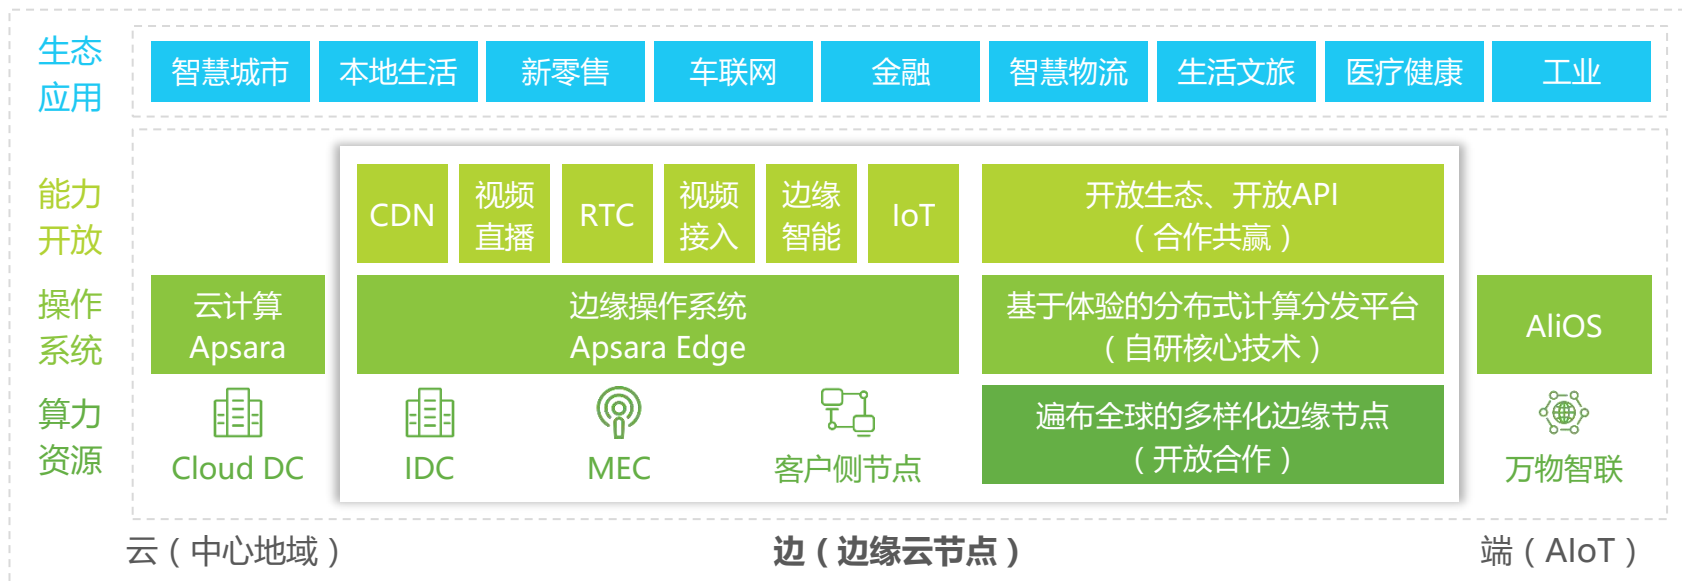 生态
应用
智慧城市
本地生活
新零售
车联网
金融
智慧物流
生活文旅
医疗健康
工业
能力
开放
CDN
视频
直播
RTC
视频
接入
边缘
智能
IoT
开放生态、开放API
（合作共赢）
操作
系统
云计算
Apsara
边缘操作系统
Apsara Edge
基于体验的分布式计算分发平台
（自研核心技术）
AliOS
算力
资源
Cloud DC
IDC
MEC
客户侧节点
遍布全球的多样化边缘节点
（开放合作）
万物智联
云（中心地域）
边（边缘云节点）
端（AIoT）